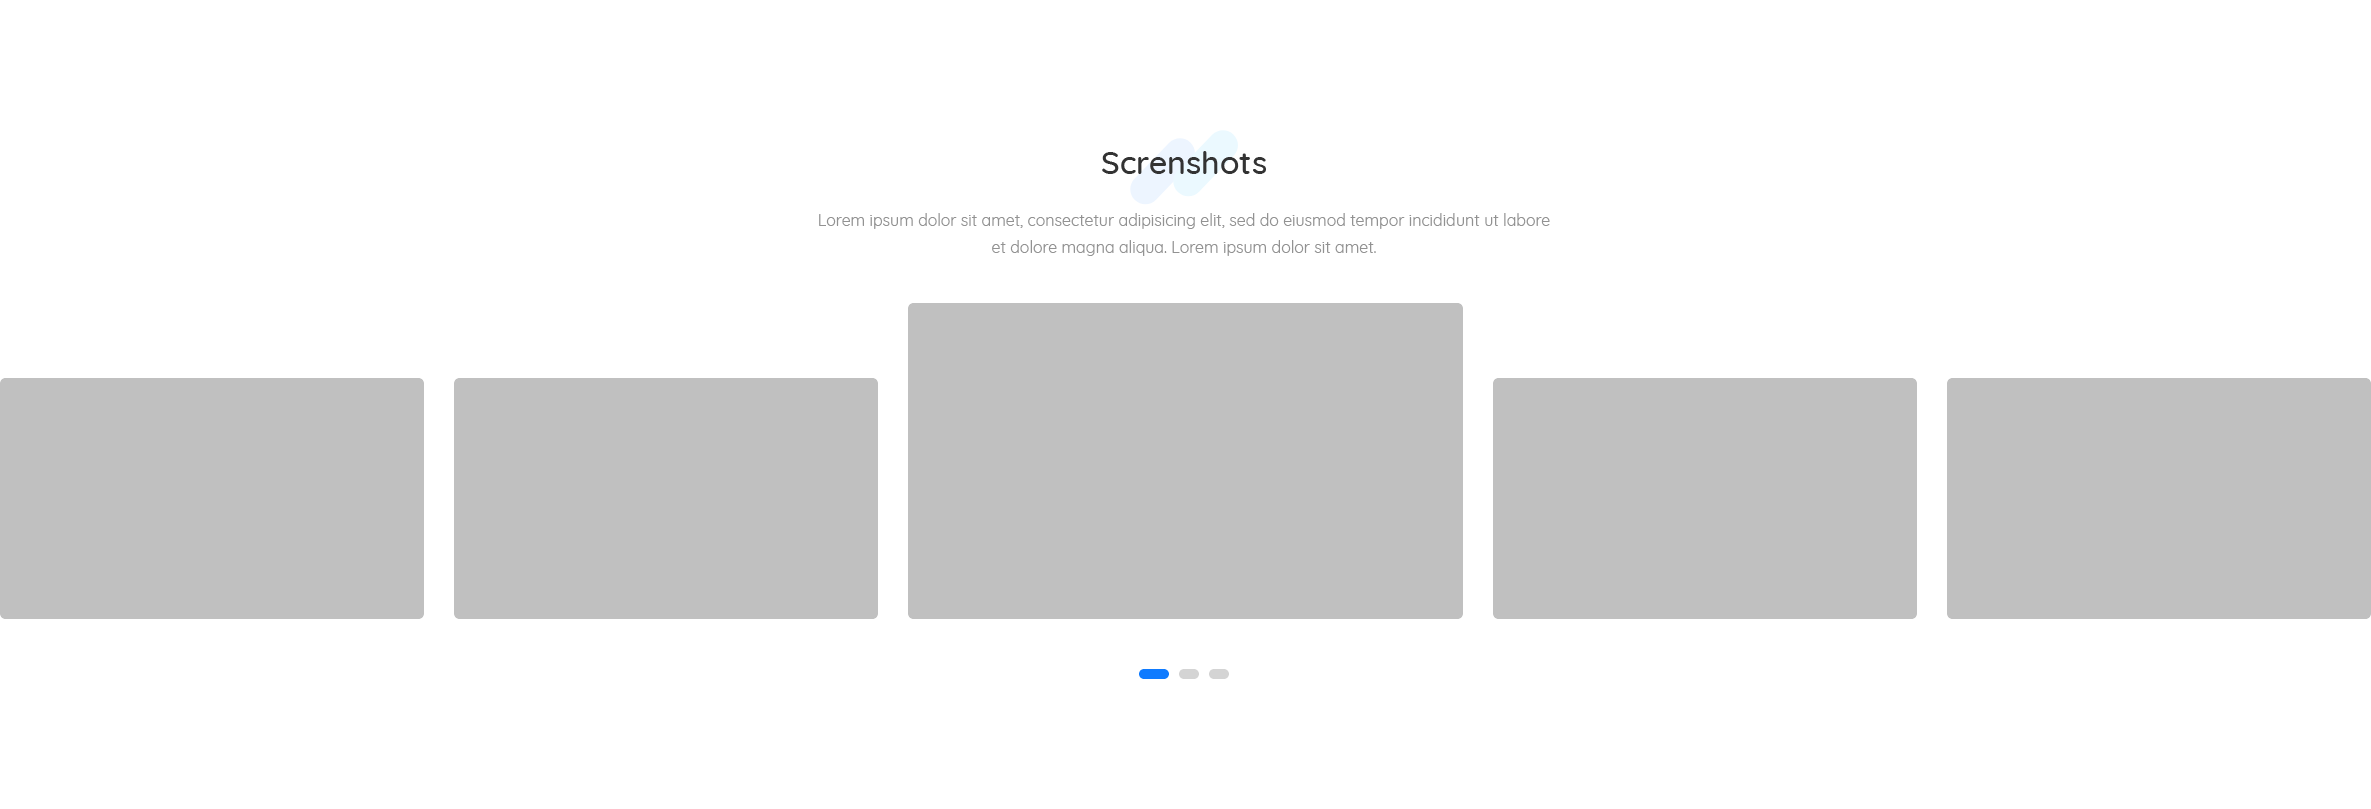 Screnshots
Lorem ipsum dolor sit amet, consectetur adipisicing elit, sed do eiusmod tempor incididunt ut labore
et dolore magna aliqua. Lorem ipsum dolor sit amet.